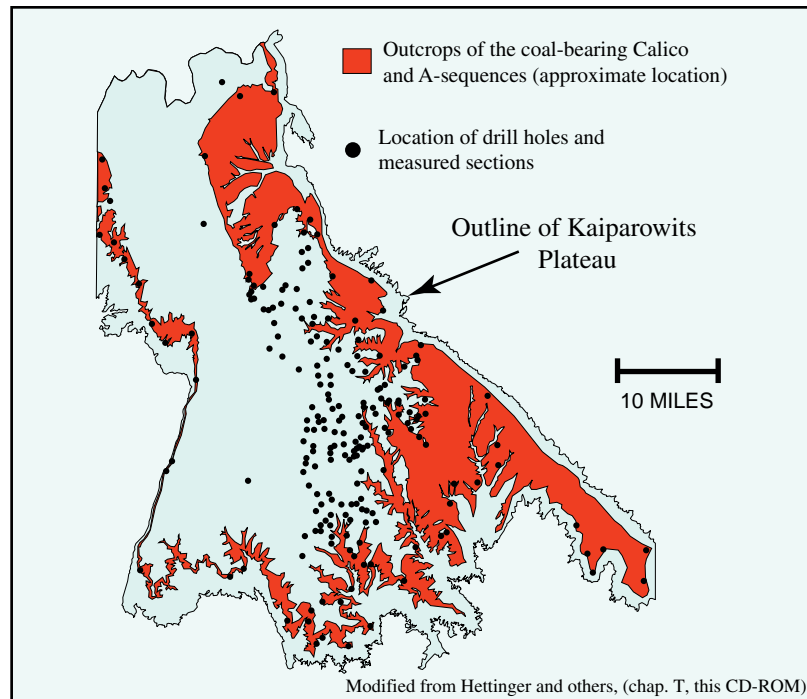 Outcrops of the coal-bearing Calico
and A-sequences (approximate location)
Location of drill holes and
measured sections
Outline of Kaiparowits
Plateau
10 MILES
Modified from Hettinger and others, (chap. T, this CD-ROM)